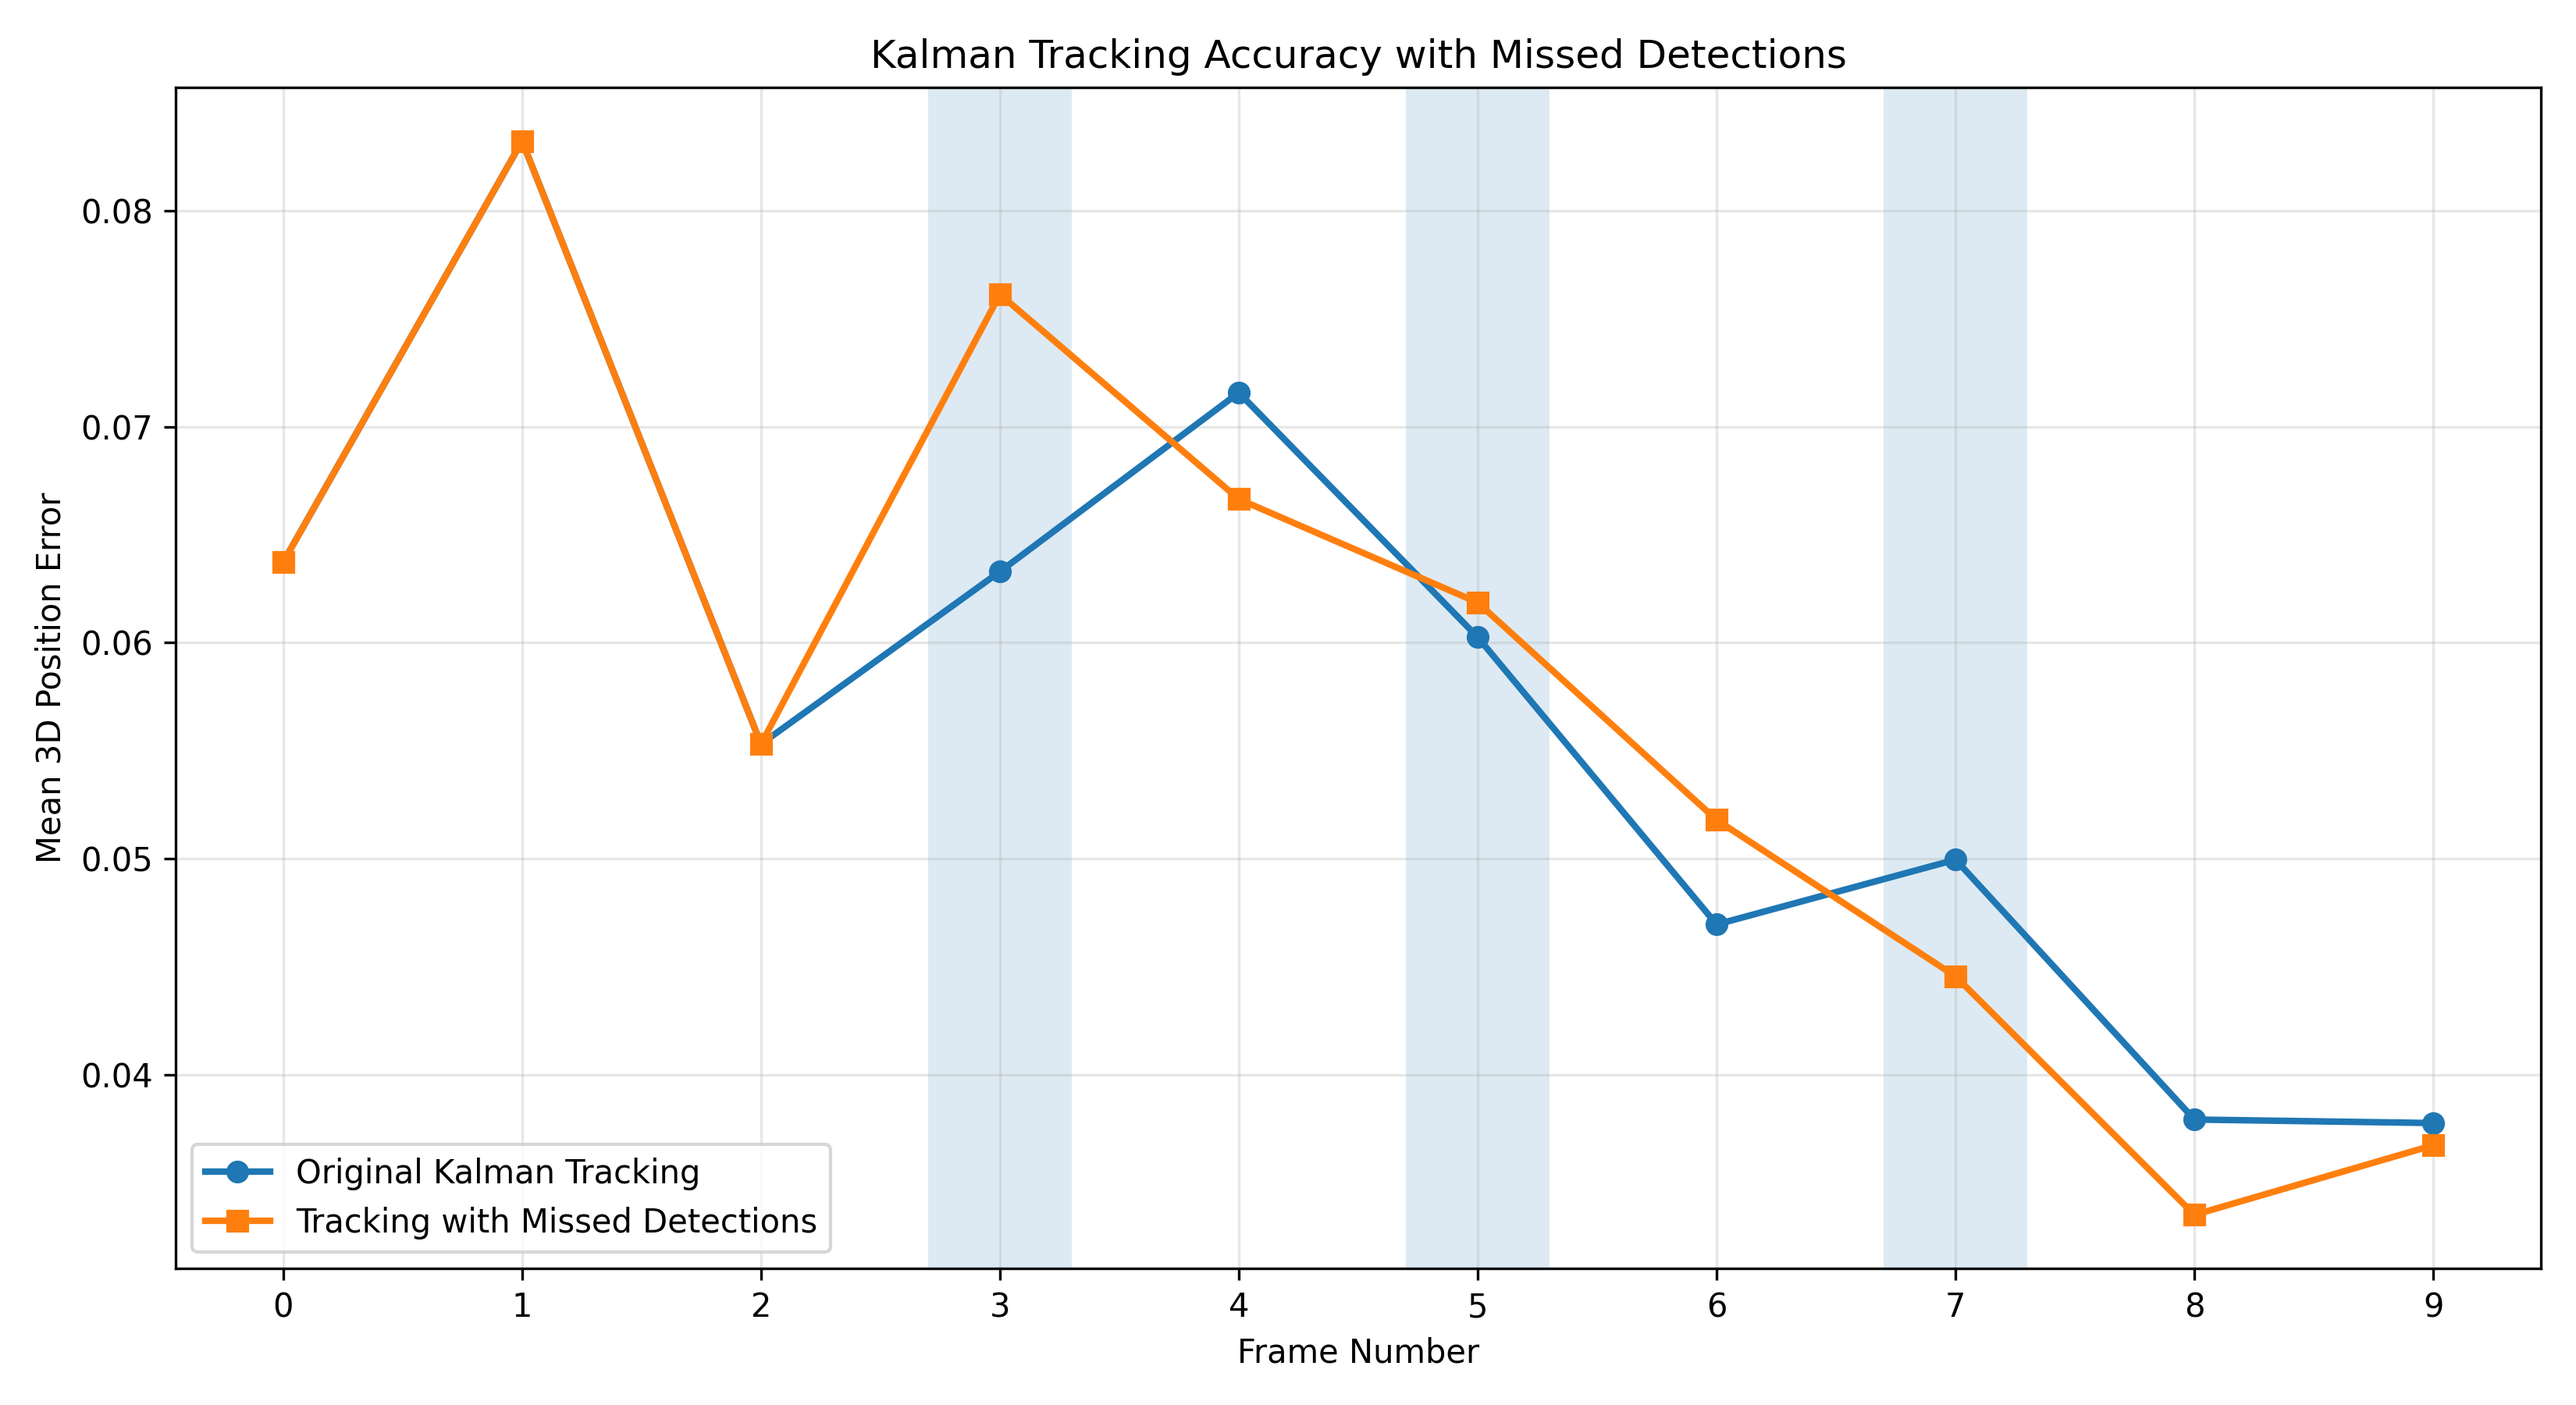 Kalman Tracking Accuracy with Missed Detections
Mean 3D Position Error
0.08
0.07
0.06
0.05
0.04
Original Kalman Tracking
Tracking with Missed Detections
0 1 2 3 4 5 6 7 8 9
Frame Number